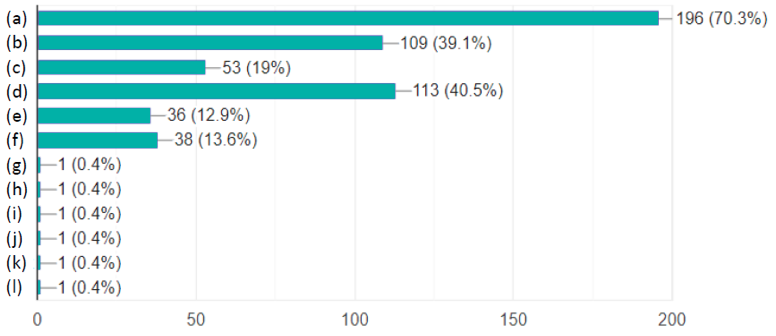 (a) 196 (70.3%)
(b) 109 (39.1%)
(c) 53 (19%)
(d) 113 (40.5%)
(e) 36 (12.9%)
(f) 38 (13.6%)
(g) 1 (0.4%)
(h) 1 (0.4%)
(i) 1 (0.4%)
(j) 1 (0.4%)
(k) 1 (0.4%)
(l) 1 (0.4%)
0 50 100 150 200